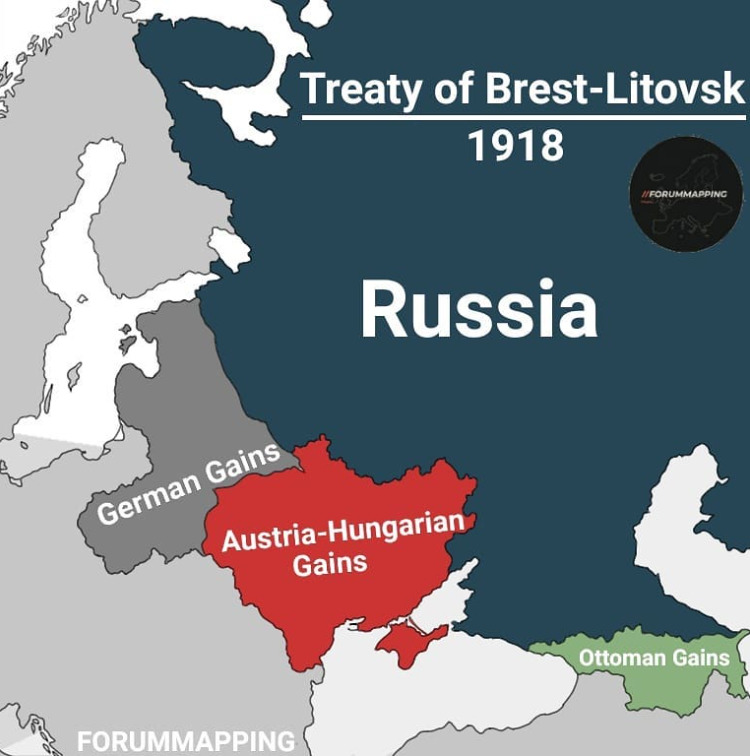 Treaty of Brest-Litovsk
1918
//FORUMMAPPING
Russia
German Gains
Austria-Hungarian
Gains
Ottoman Gains
FORUMMAPPING